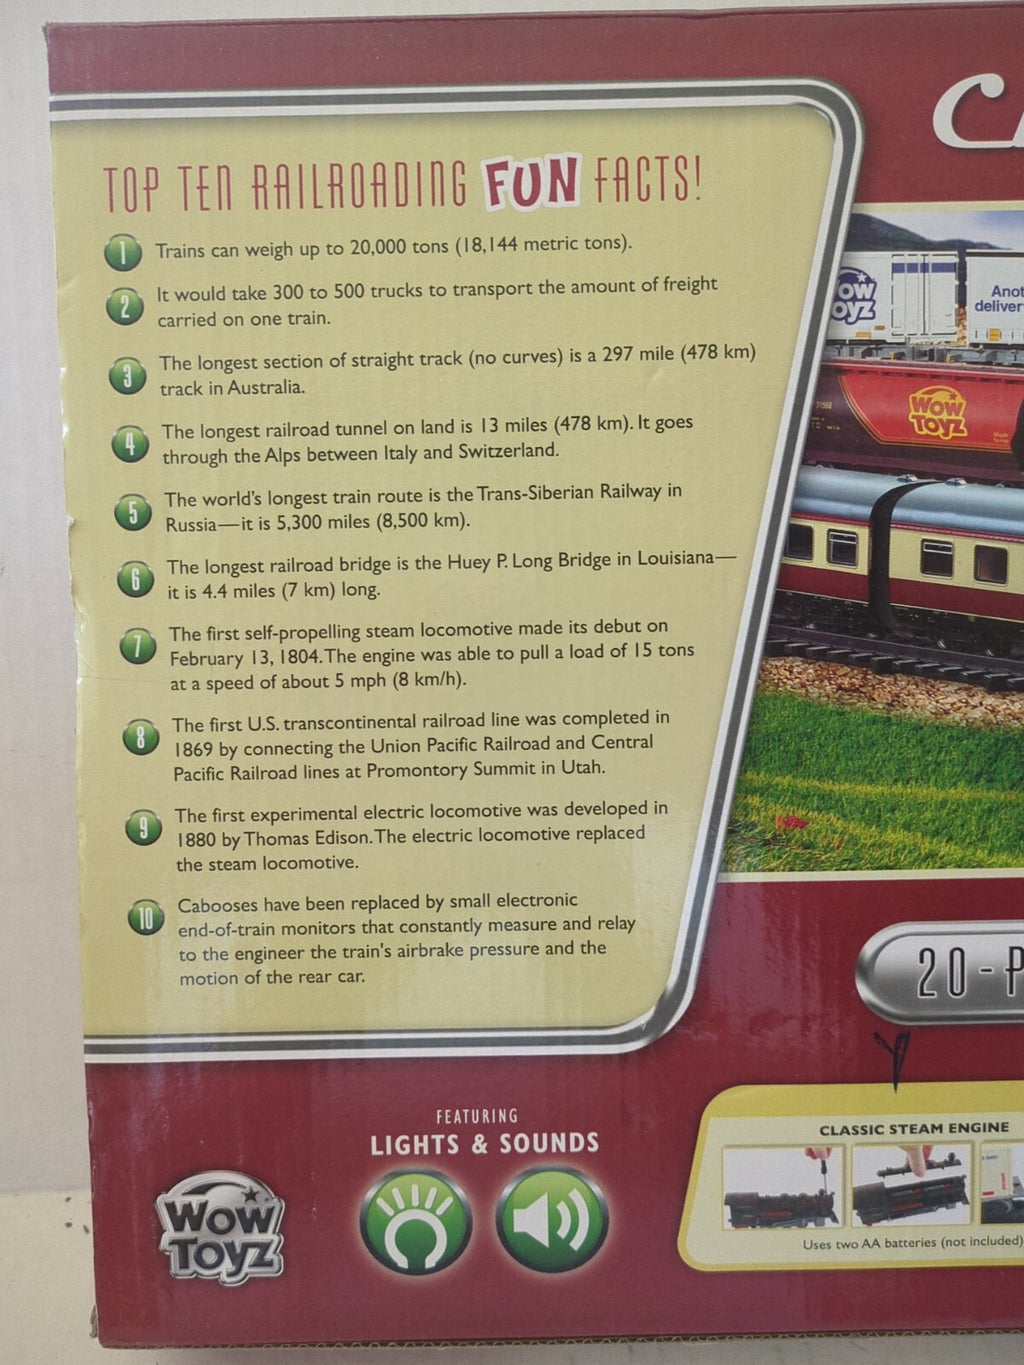 TOP TEN RAILROADING FUN FACTS!
1 Trains can weigh up to 20,000 tons (18,144 metric tons).
2 It would take 300 to 500 trucks to transport the amount of freight
carried on one train.
3 The longest section of straight track (no curves) is a 297 mile (478 km)
track in Australia.
4 The longest railroad tunnel on land is 13 miles (478 km). It goes
through the Alps between Italy and Switzerland.
5 The world's longest train route is the Trans-Siberian Railway in
Russia—it is 5,300 miles (8,500 km).
6 The longest railroad bridge is the Huey P. Long Bridge in Louisiana—
it is 4.4 miles (7 km) long.
7 The first self-propelling steam locomotive made its debut on
February 13, 1804. The engine was able to pull a load of 15 tons
at a speed of about 5 mph (8 km/h).
8 The first U.S. transcontinental railroad line was completed in
1869 by connecting the Union Pacific Railroad and Central
Pacific Railroad lines at Promontory Summit in Utah.
9 The first experimental electric locomotive was developed in
1880 by Thomas Edison. The electric locomotive replaced
the steam locomotive.
10 Cabooses have been replaced by small electronic
end-of-train monitors that constantly measure and relay
to the engineer the train's airbrake pressure and the
motion of the rear car.
FEATURING
LIGHTS & SOUNDS
WOW
TOYZ
C
OW
OYZ
Anot
deliver
WOW
TOYZ
20-P
CLASSIC STEAM ENGINE
Uses two AA batteries (not included)